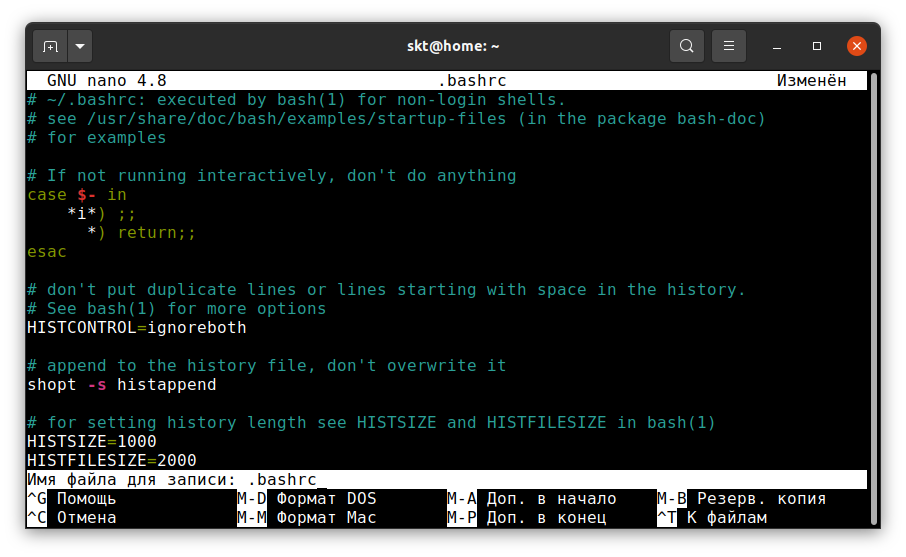 skt@home: ~
GNU nano 4.8 .bashrc Изменён
# ~/.bashrc: executed by bash(1) for non-login shells.
# see /usr/share/doc/bash/examples/startup-files (in the package bash-doc)
# for examples

# If not running interactively, don't do anything
case $- in
    *i*) ;;
      *) return;;
esac

# don't put duplicate lines or lines starting with space in the history.
# See bash(1) for more options
HISTCONTROL=ignoreboth

# append to the history file, don't overwrite it
shopt -s histappend

# for setting history length see HISTSIZE and HISTFILESIZE in bash(1)
HISTSIZE=1000
HISTFILESIZE=2000
Имя файла для записи: .bashrc
^G Помощь M-D Формат DOS M-A Доп. в начало M-B Резерв. копия
^C Отмена M-M Формат Mac M-P Доп. в конец ^T К файлам